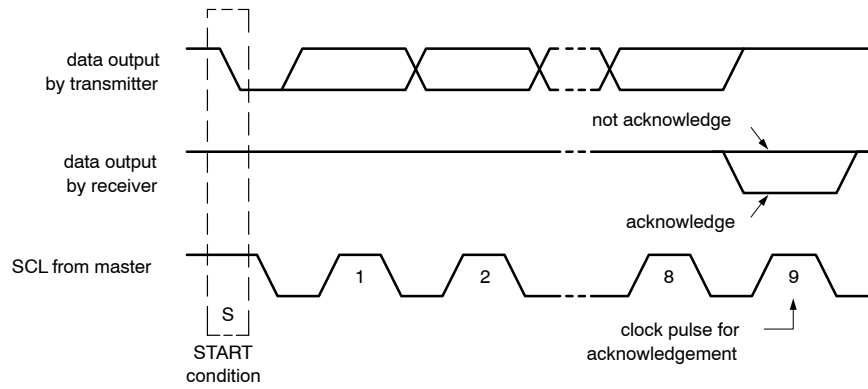 data output
by transmitter
not acknowledge
data output
by receiver
acknowledge
SCL from master
1
2
8
9
S
START
condition
clock pulse for
acknowledgement